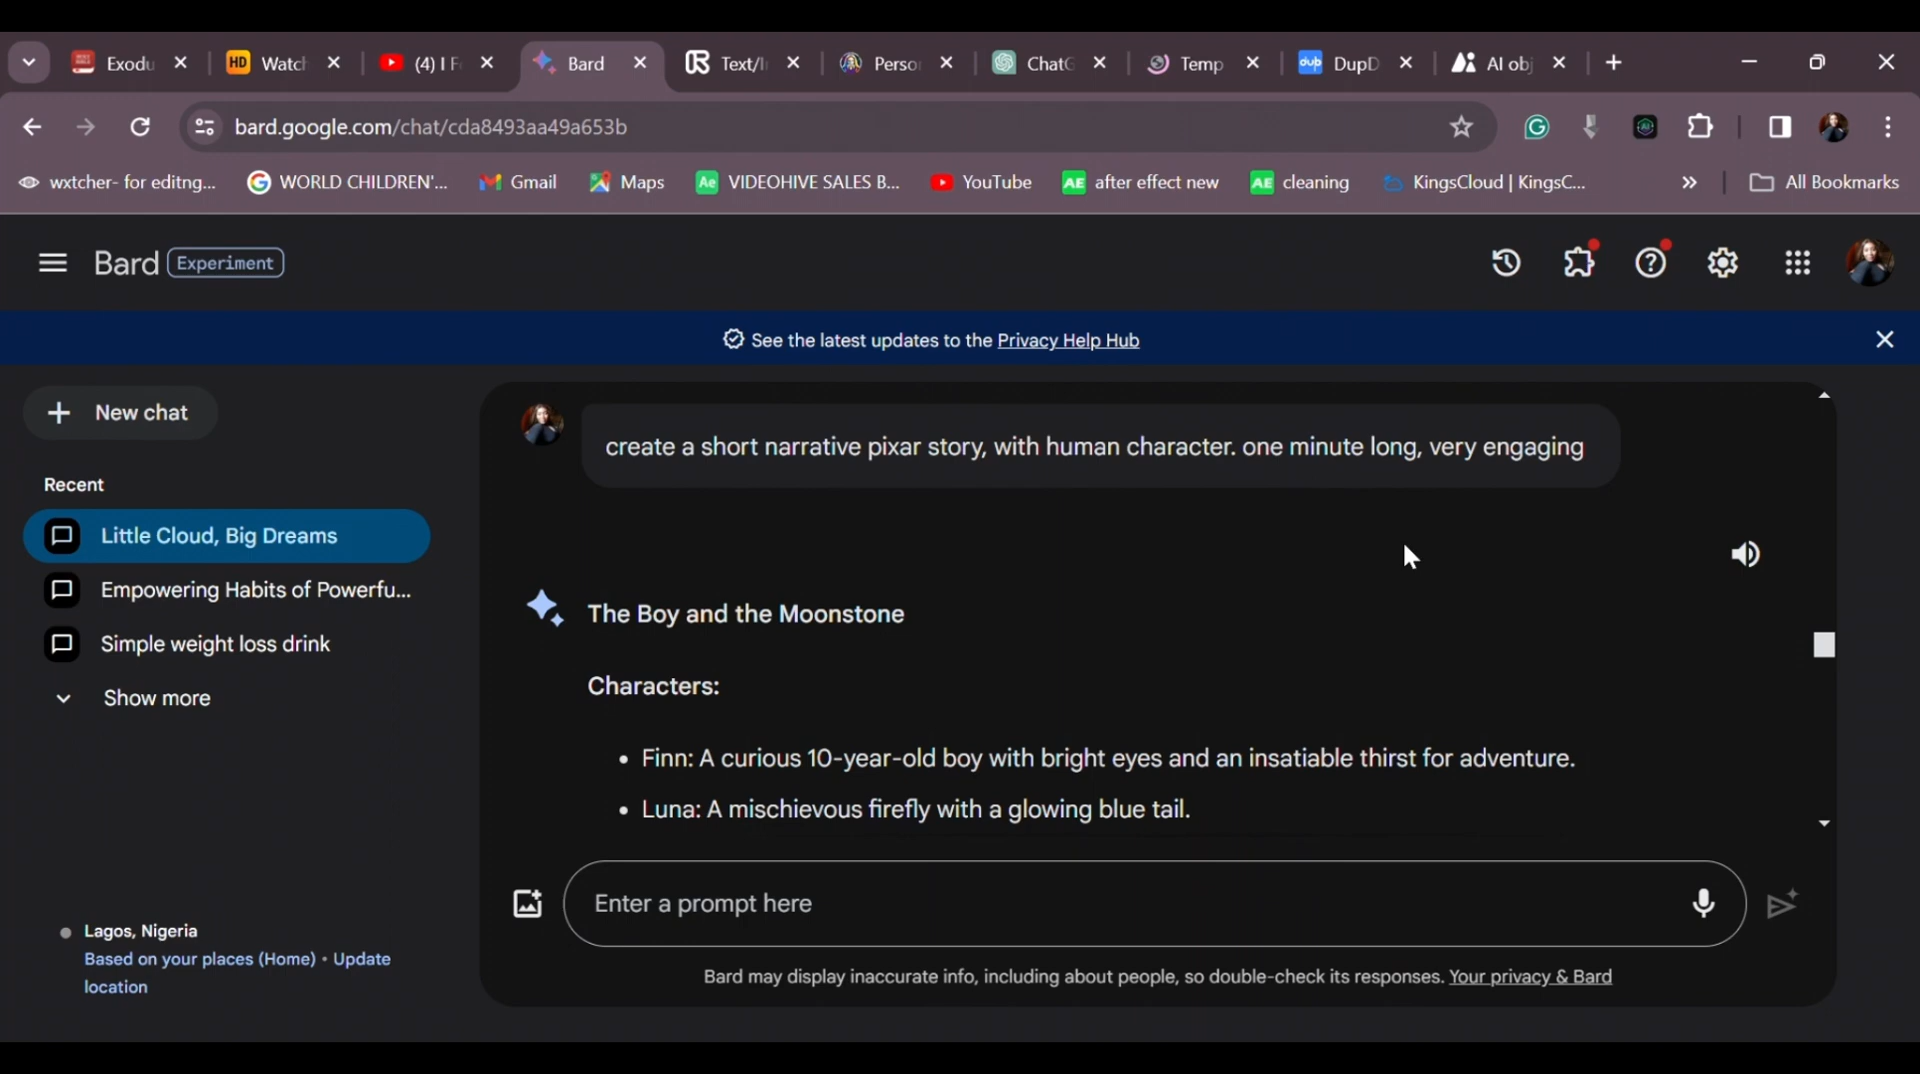 Exodu
HD Watch
(4) I F
Bard
Text/I
Perso
ChatG
Temp
dub DupD
AI obj
bard.google.com/chat/cda8493aa49a653b
wxtcher- for editng...
WORLD CHILDREN'...
Gmail
Maps
Ae VIDEOHIVE SALES B...
YouTube
AE after effect new
AE cleaning
KingsCloud | KingsC...
All Bookmarks
Bard Experiment
See the latest updates to the Privacy Help Hub
New chat
Recent
Little Cloud, Big Dreams
Empowering Habits of Powerfu...
Simple weight loss drink
Show more
Lagos, Nigeria
Based on your places (Home) • Update
location
create a short narrative pixar story, with human character. one minute long, very engaging
The Boy and the Moonstone
Characters:
• Finn: A curious 10-year-old boy with bright eyes and an insatiable thirst for adventure.
• Luna: A mischievous firefly with a glowing blue tail.
Enter a prompt here
Bard may display inaccurate info, including about people, so double-check its responses. Your privacy & Bard